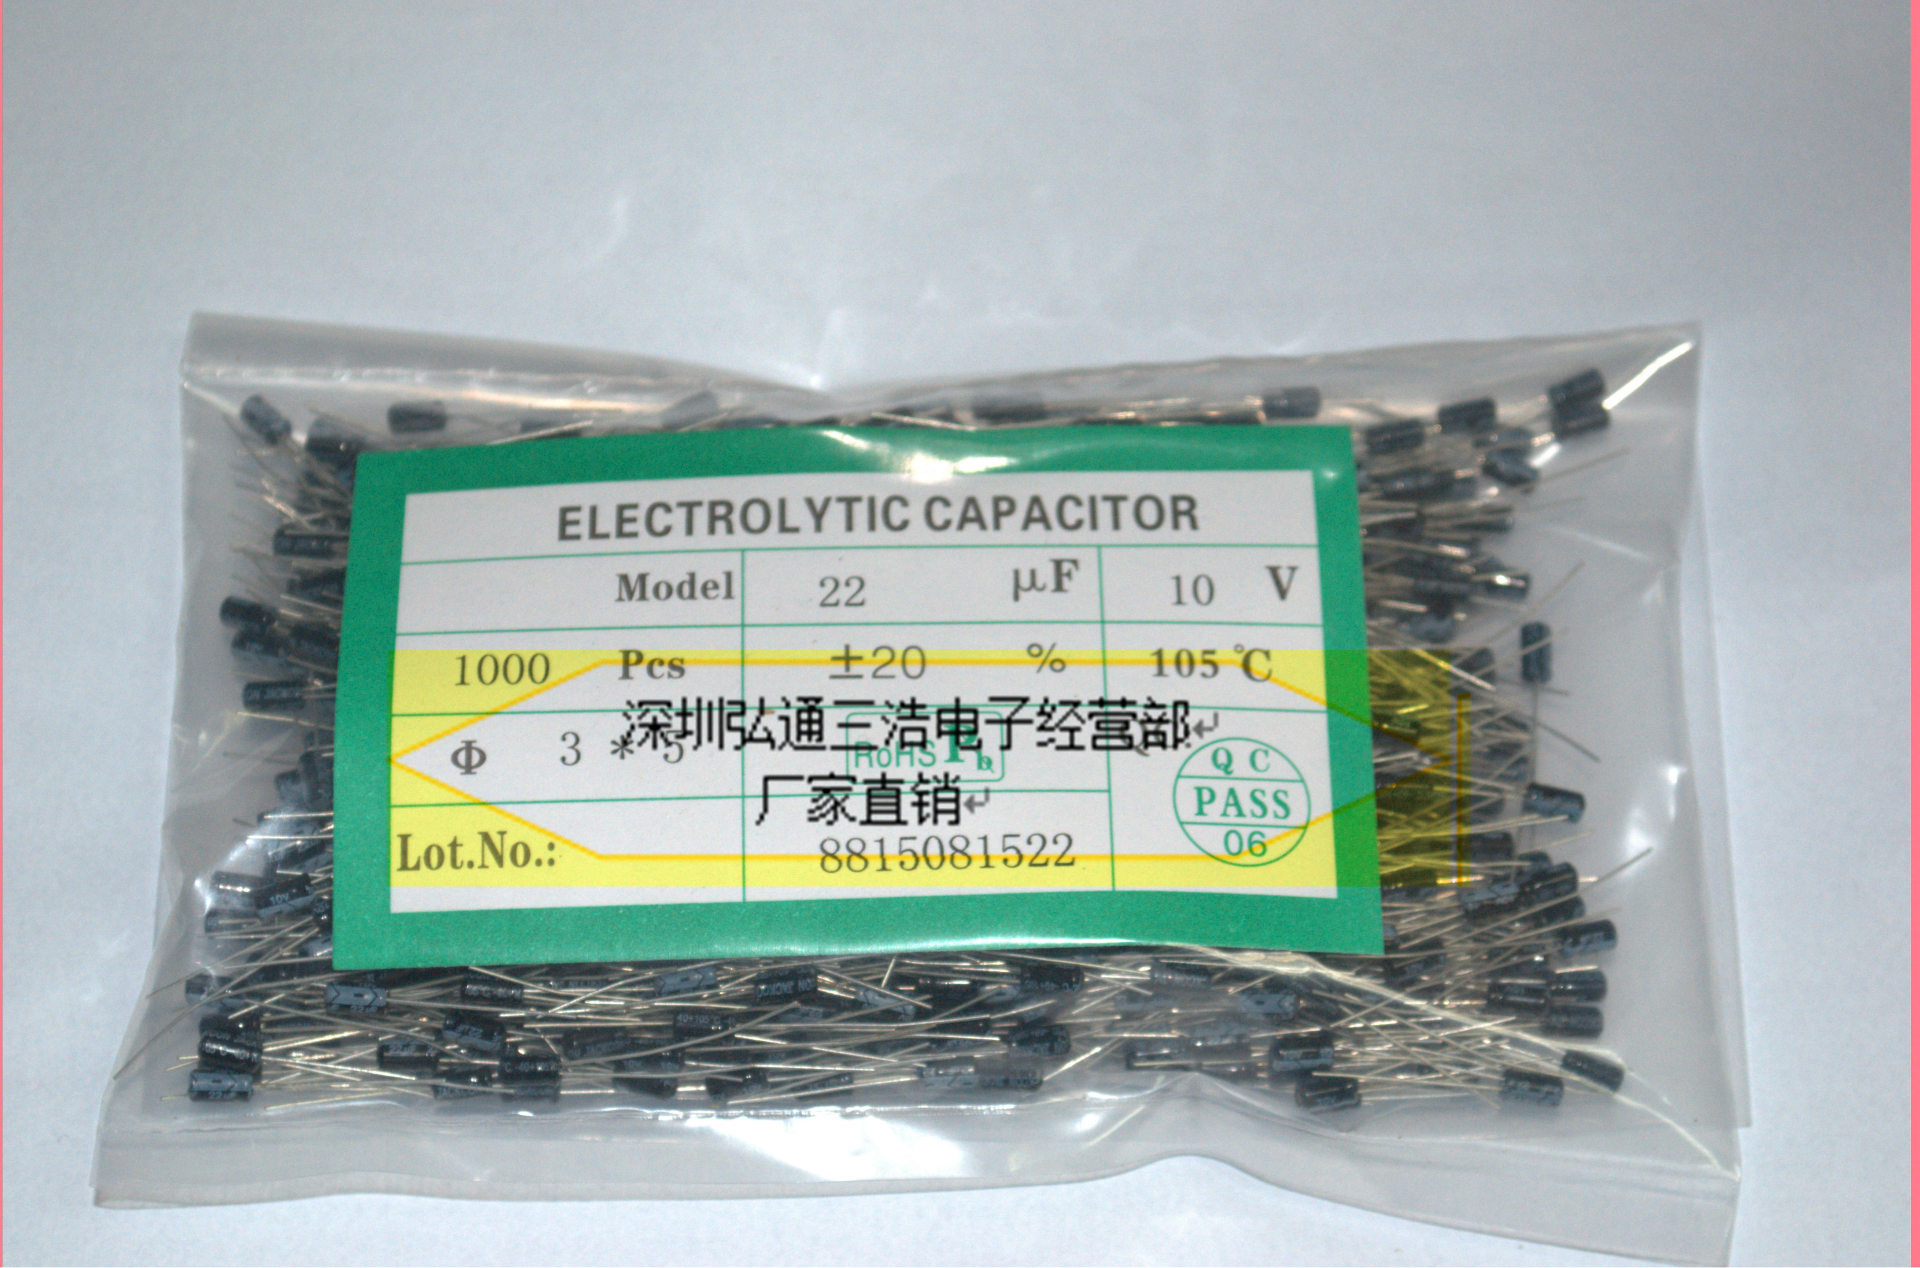 ELECTROLYTIC CAPACITOR
Model 22 μF 10 V
1000 Pcs ±20 % 105 ℃
深圳弘通三浩电子经营部
Φ 3 * 5 RoHS Pb
Q C
PASS
06
厂家直销
Lot.No.: 8815081522